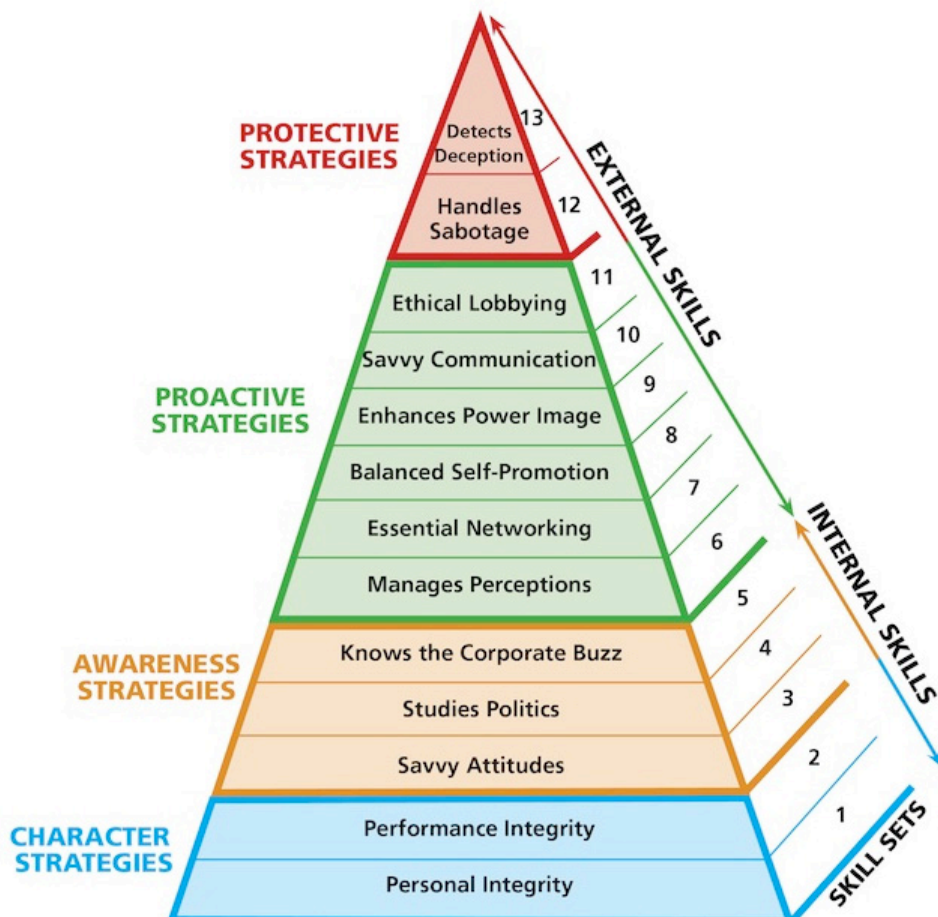 13
Detects
Deception
PROTECTIVE
STRATEGIES
EXTERNAL SKILLS
12
Handles
Sabotage
11
Ethical Lobbying
10
Savvy Communication
9
Enhances Power Image
PROACTIVE
STRATEGIES
8
Balanced Self-Promotion
7
Essential Networking
6
Manages Perceptions
INTERNAL SKILLS
5
Knows the Corporate Buzz
AWARENESS
STRATEGIES
4
Studies Politics
3
Savvy Attitudes
2
Performance Integrity
CHARACTER
STRATEGIES
1
Personal Integrity
SKILL SETS